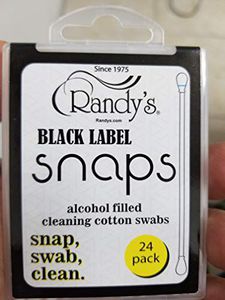 Since 1975
Randy's®
Randys.com
BLACK LABEL
snaps
alcohol filled
cleaning cotton swabs
snap,
swab,
clean.
24
pack